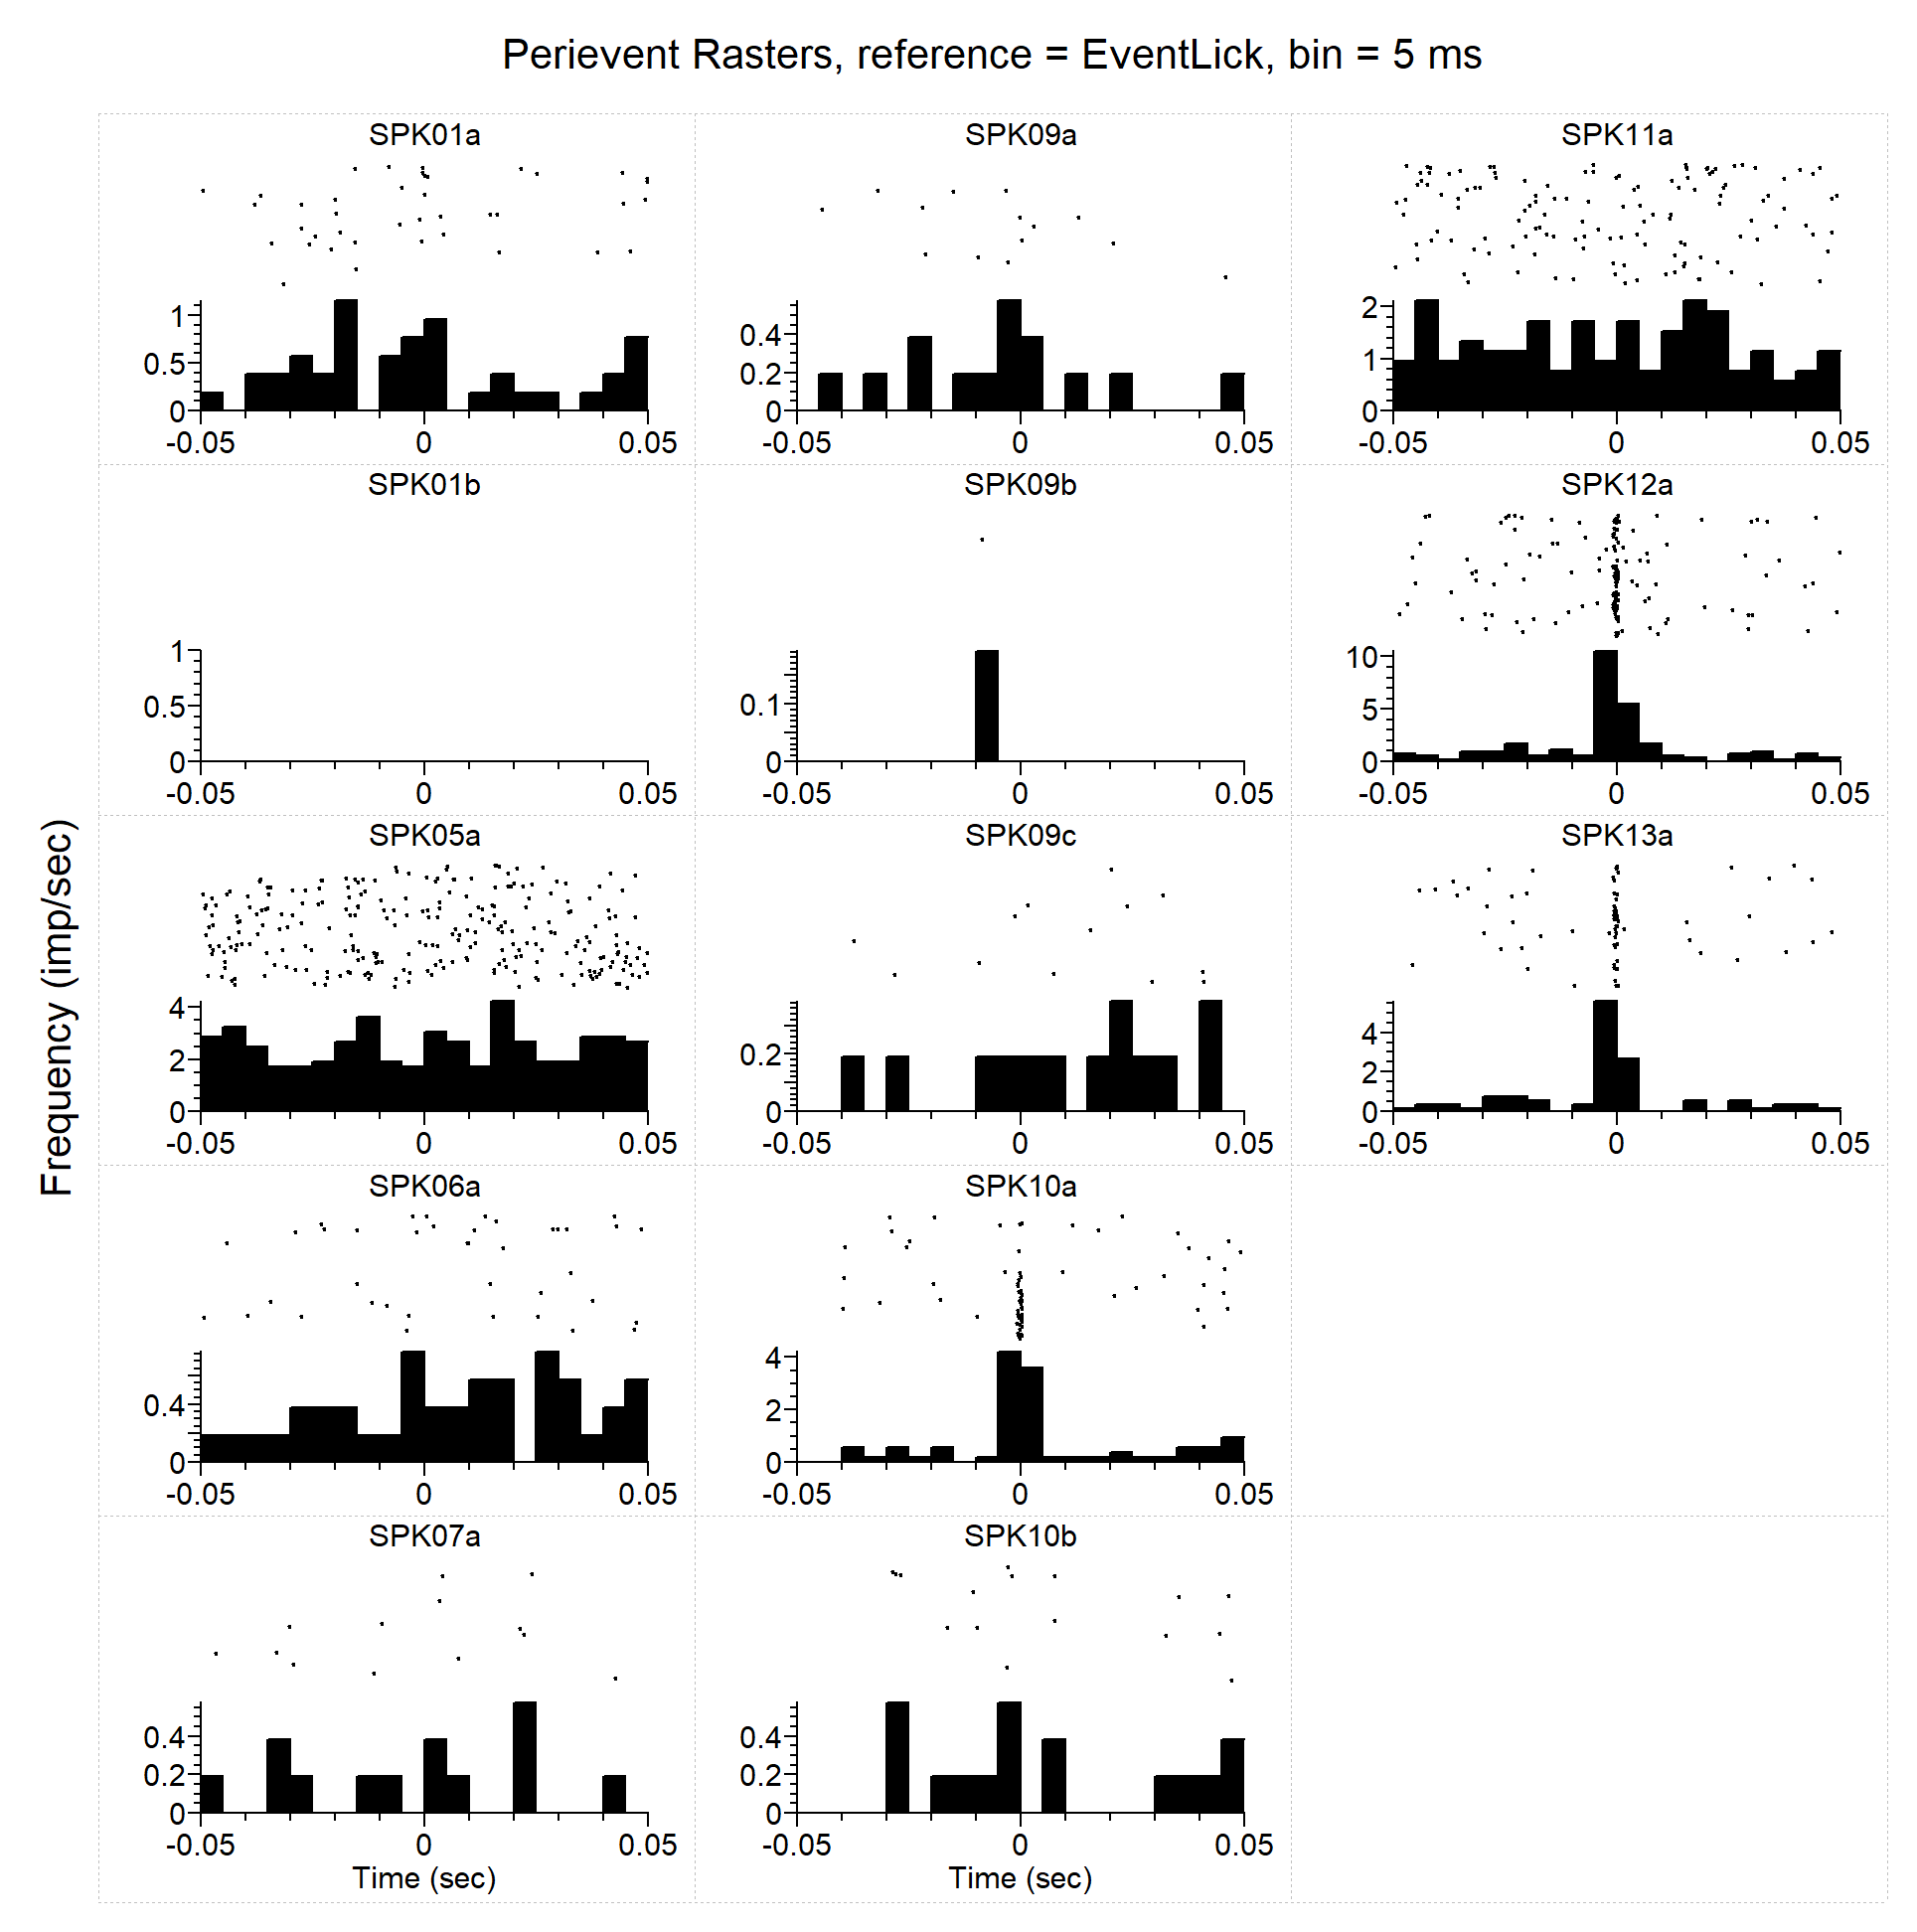 Perievent Rasters, reference = EventLick, bin = 5 ms
Frequency (imp/sec)
SPK01a
1
0.5
0
-0.05 0 0.05
SPK09a
0.4
0.2
0
-0.05 0 0.05
SPK11a
2
1
0
-0.05 0 0.05
SPK01b
1
0.5
0
-0.05 0 0.05
SPK09b
0.1
0
-0.05 0 0.05
SPK12a
10
5
0
-0.05 0 0.05
SPK05a
4
2
0
-0.05 0 0.05
SPK09c
0.2
0
-0.05 0 0.05
SPK13a
4
2
0
-0.05 0 0.05
SPK06a
0.4
0
-0.05 0 0.05
SPK10a
4
2
0
-0.05 0 0.05
SPK07a
0.4
0.2
0
-0.05 0 0.05
Time (sec)
SPK10b
0.4
0.2
0
-0.05 0 0.05
Time (sec)